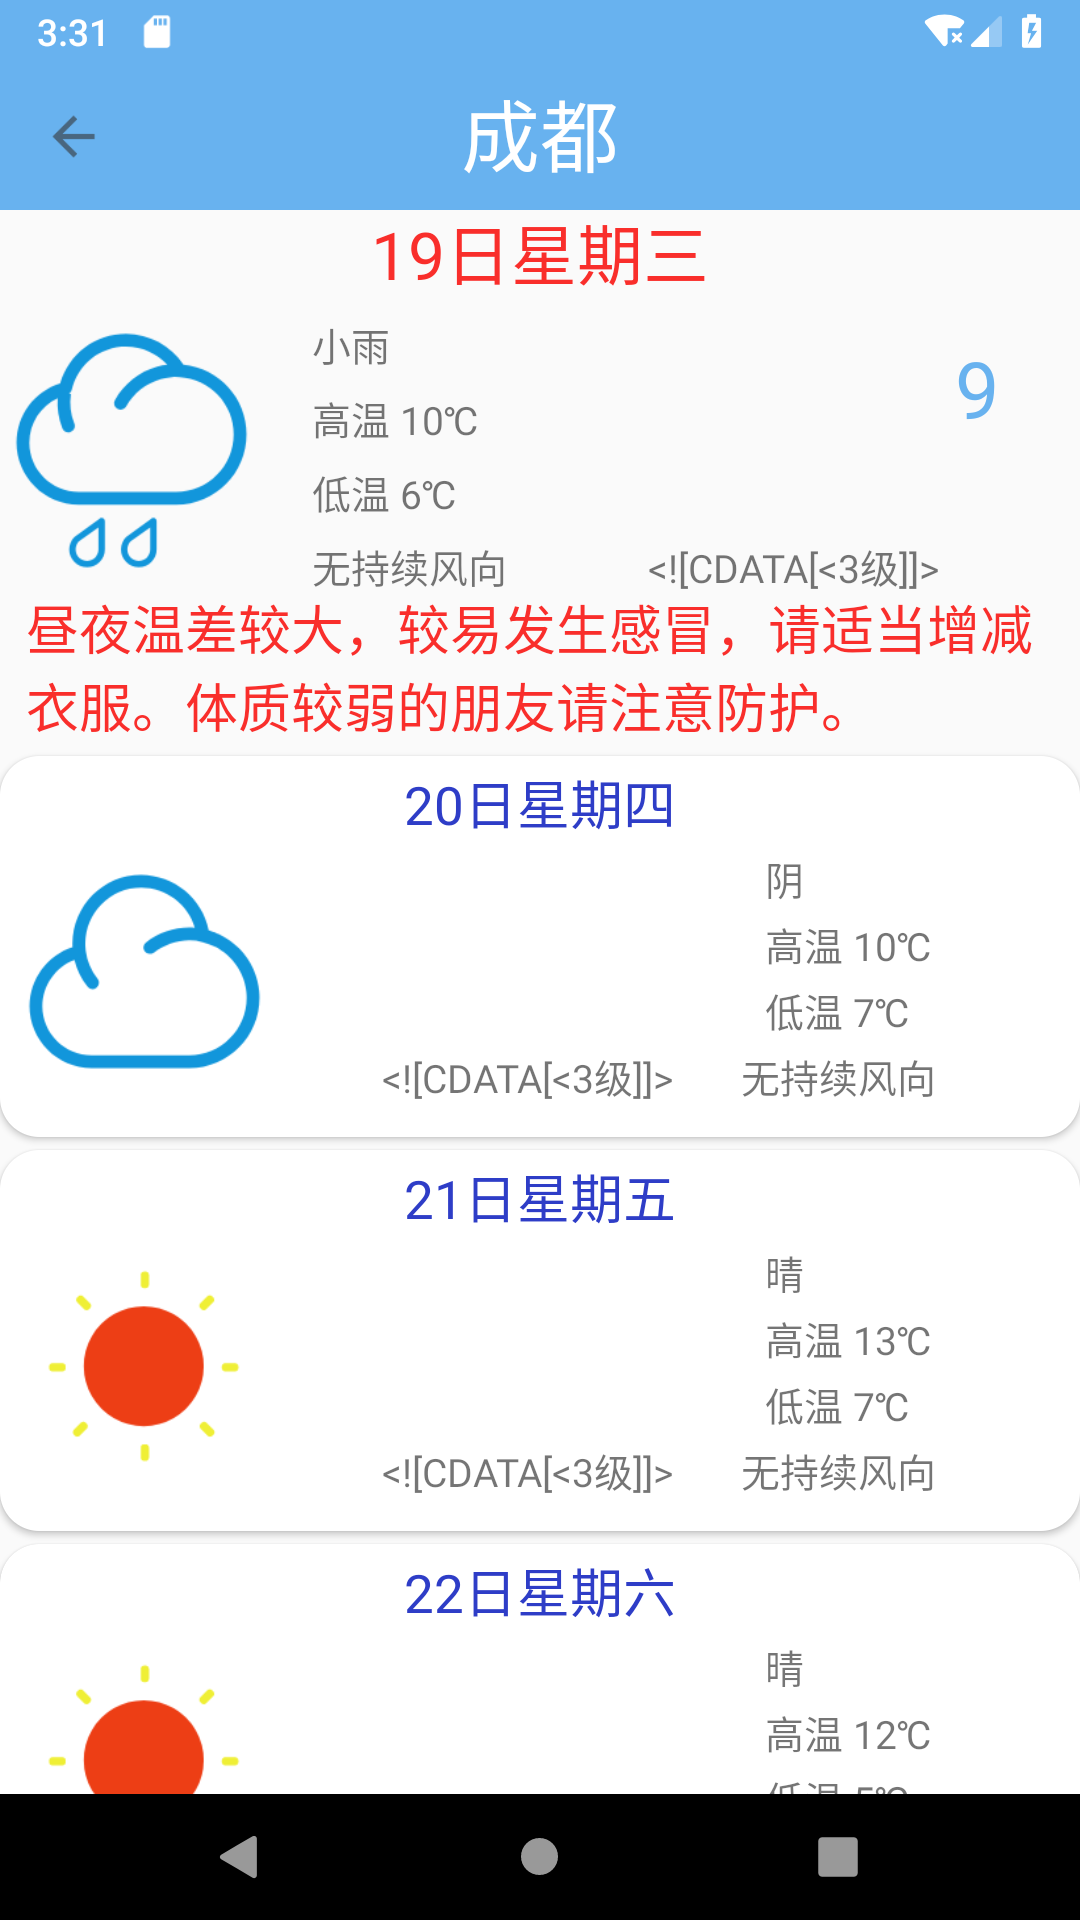 3:31
成都
19日星期三
小雨
9
高温 10℃
低温 6℃
无持续风向 <![CDATA[<3级]]>
昼夜温差较大，较易发生感冒，请适当增减
衣服。体质较弱的朋友请注意防护。
20日星期四
阴
高温 10℃
低温 7℃
<![CDATA[<3级]]> 无持续风向
21日星期五
晴
高温 13℃
低温 7℃
<![CDATA[<3级]]> 无持续风向
22日星期六
晴
高温 12℃
低温 5℃